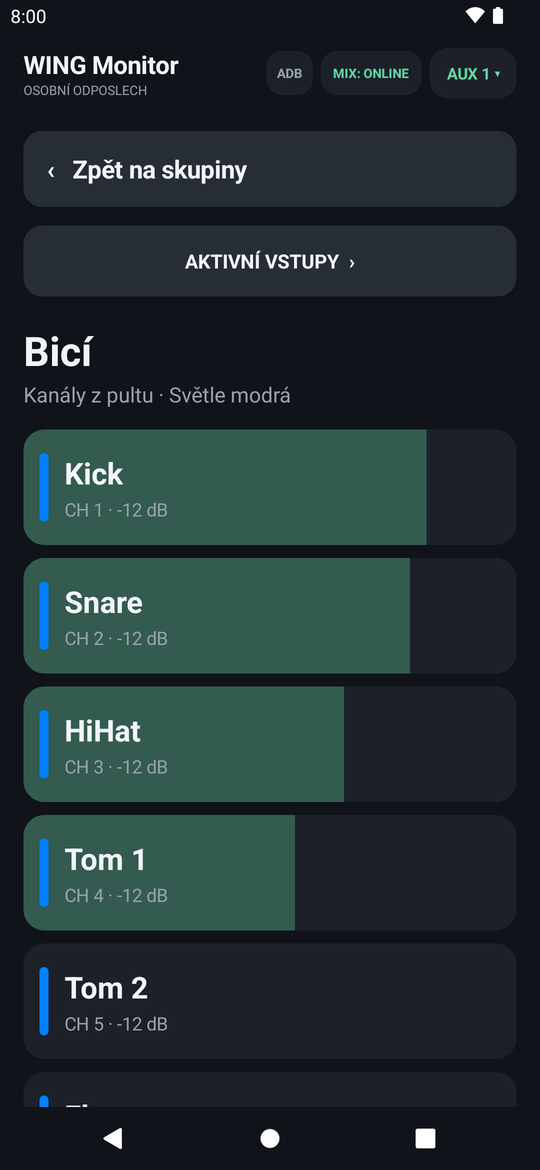 8:00
WING Monitor
OSOBNÍ ODPOSLECH
ADB
MIX: ONLINE
AUX 1 ▾
‹ Zpět na skupiny
AKTIVNÍ VSTUPY ›
Bicí
Kanály z pultu · Světle modrá
Kick
CH 1 · -12 dB
Snare
CH 2 · -12 dB
HiHat
CH 3 · -12 dB
Tom 1
CH 4 · -12 dB
Tom 2
CH 5 · -12 dB